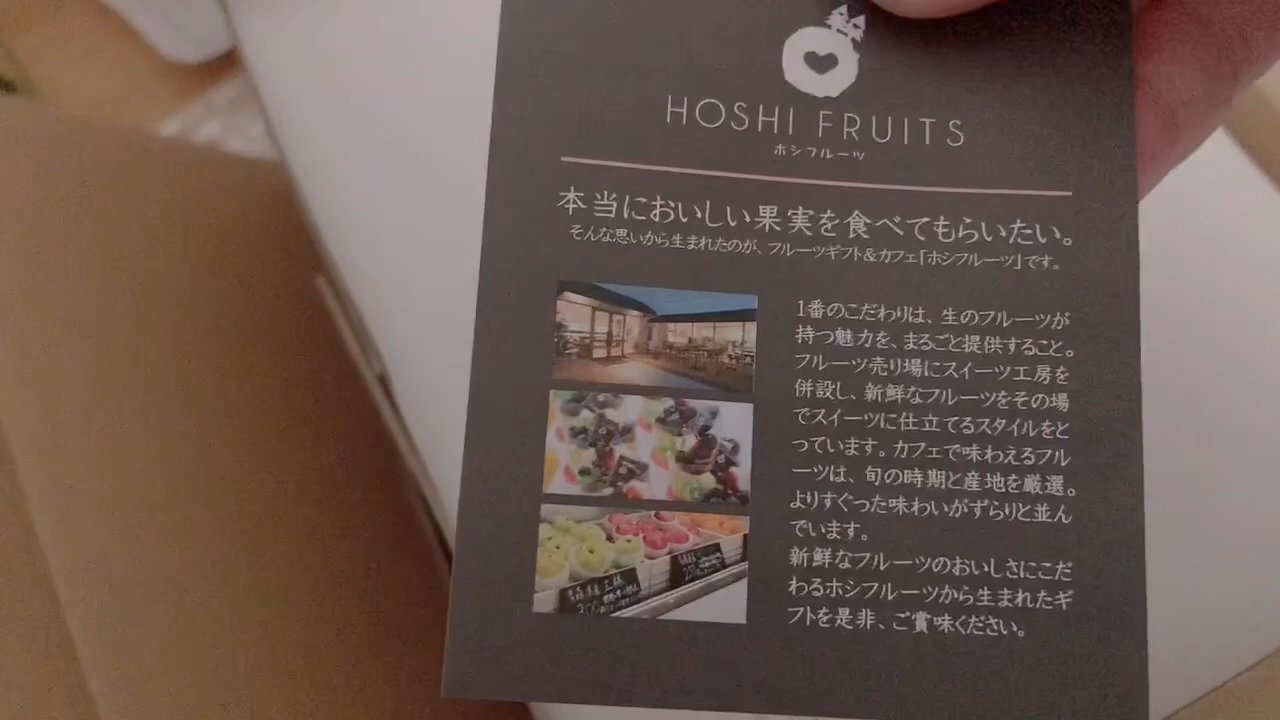 HOSHI FRUITS
ホシフルーツ
本当においしい果実を食べてもらいたい。
そんな思いから生まれたのが、フルーツギフト&カフェ「ホシフルーツ」です。
1番のこだわりは、生のフルーツが
持つ魅力を、まるごと提供すること。
フルーツ売り場にスイーツ工房を
併設し、新鮮なフルーツをその場
でスイーツに仕立てるスタイルをと
っています。カフェで味わえるフル
ーツは、旬の時期と産地を厳選。
よりすぐった味わいがずらりと並ん
でいます。
新鮮なフルーツのおいしさにこだ
わるホシフルーツから生まれたギ
フトを是非、ご賞味ください。